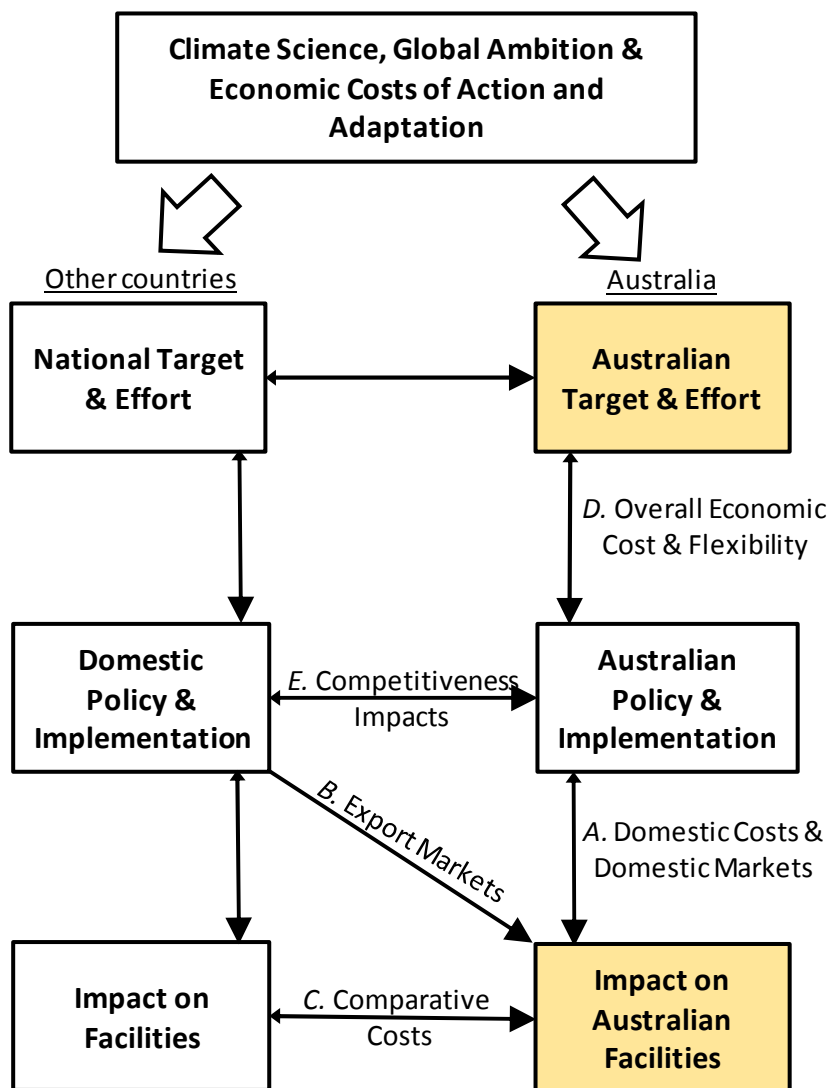 Climate Science, Global Ambition &
Economic Costs of Action and
Adaptation
Other countries
Australia
National Target
& Effort
Australian
Target & Effort
D. Overall Economic
Cost & Flexibility
Domestic
Policy &
Implementation
E. Competitiveness
Impacts
Australian
Policy &
Implementation
B. Export Markets
A. Domestic Costs &
Domestic Markets
Impact on
Facilities
C. Comparative
Costs
Impact on
Australian
Facilities